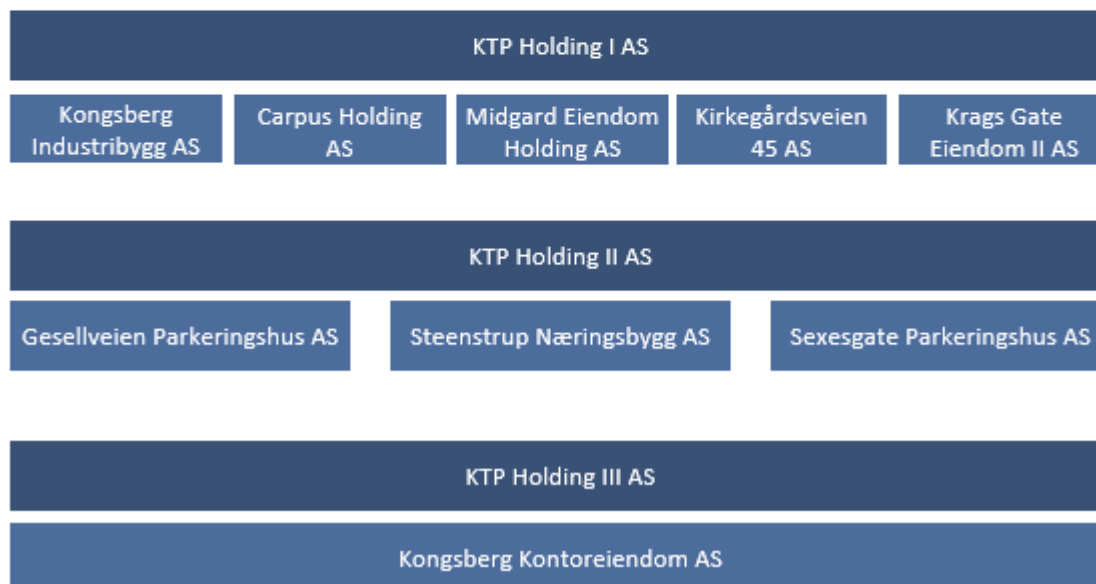 KTP Holding I AS
Kongsberg
Industribygg AS
Carpus Holding
AS
Midgard Eiendom
Holding AS
Kirkegårdsveien
45 AS
Krags Gate
Eiendom II AS
KTP Holding II AS
Gesellveien Parkeringshus AS
Steenstrup Næringsbygg AS
Sexesgate Parkeringshus AS
KTP Holding III AS
Kongsberg Kontoreiendom AS